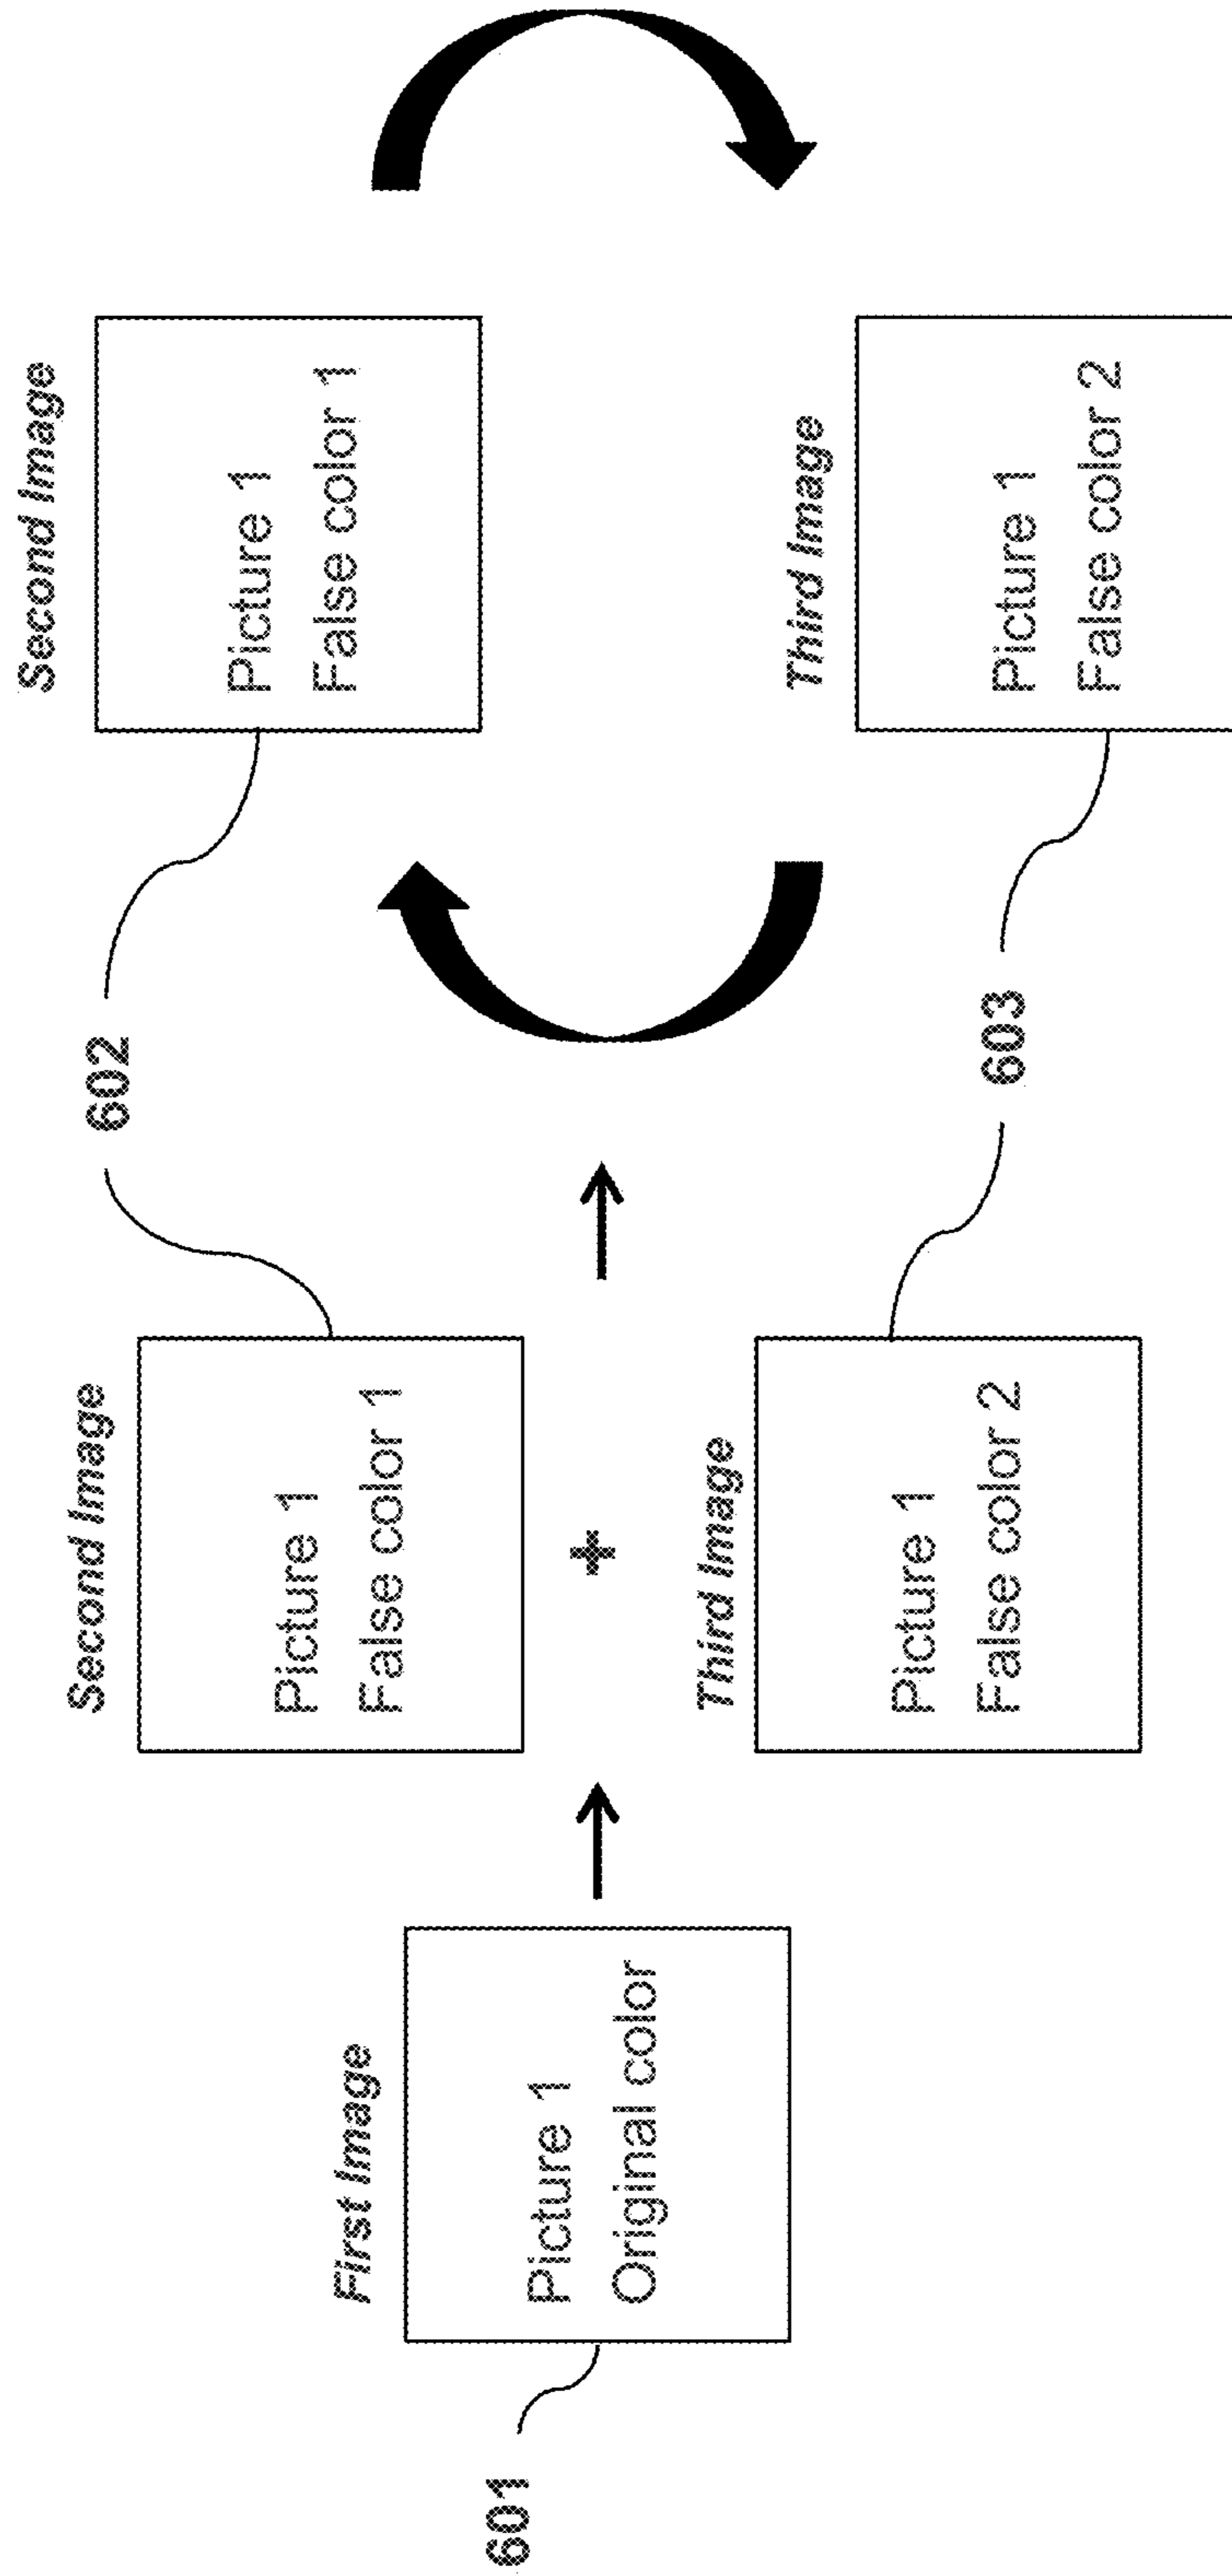 601
First Image
Picture 1
Original color
Second Image
Picture 1
False color 1
+
Third Image
Picture 1
False color 2
602
603
Second Image
Picture 1
False color 1
Third Image
Picture 1
False color 2